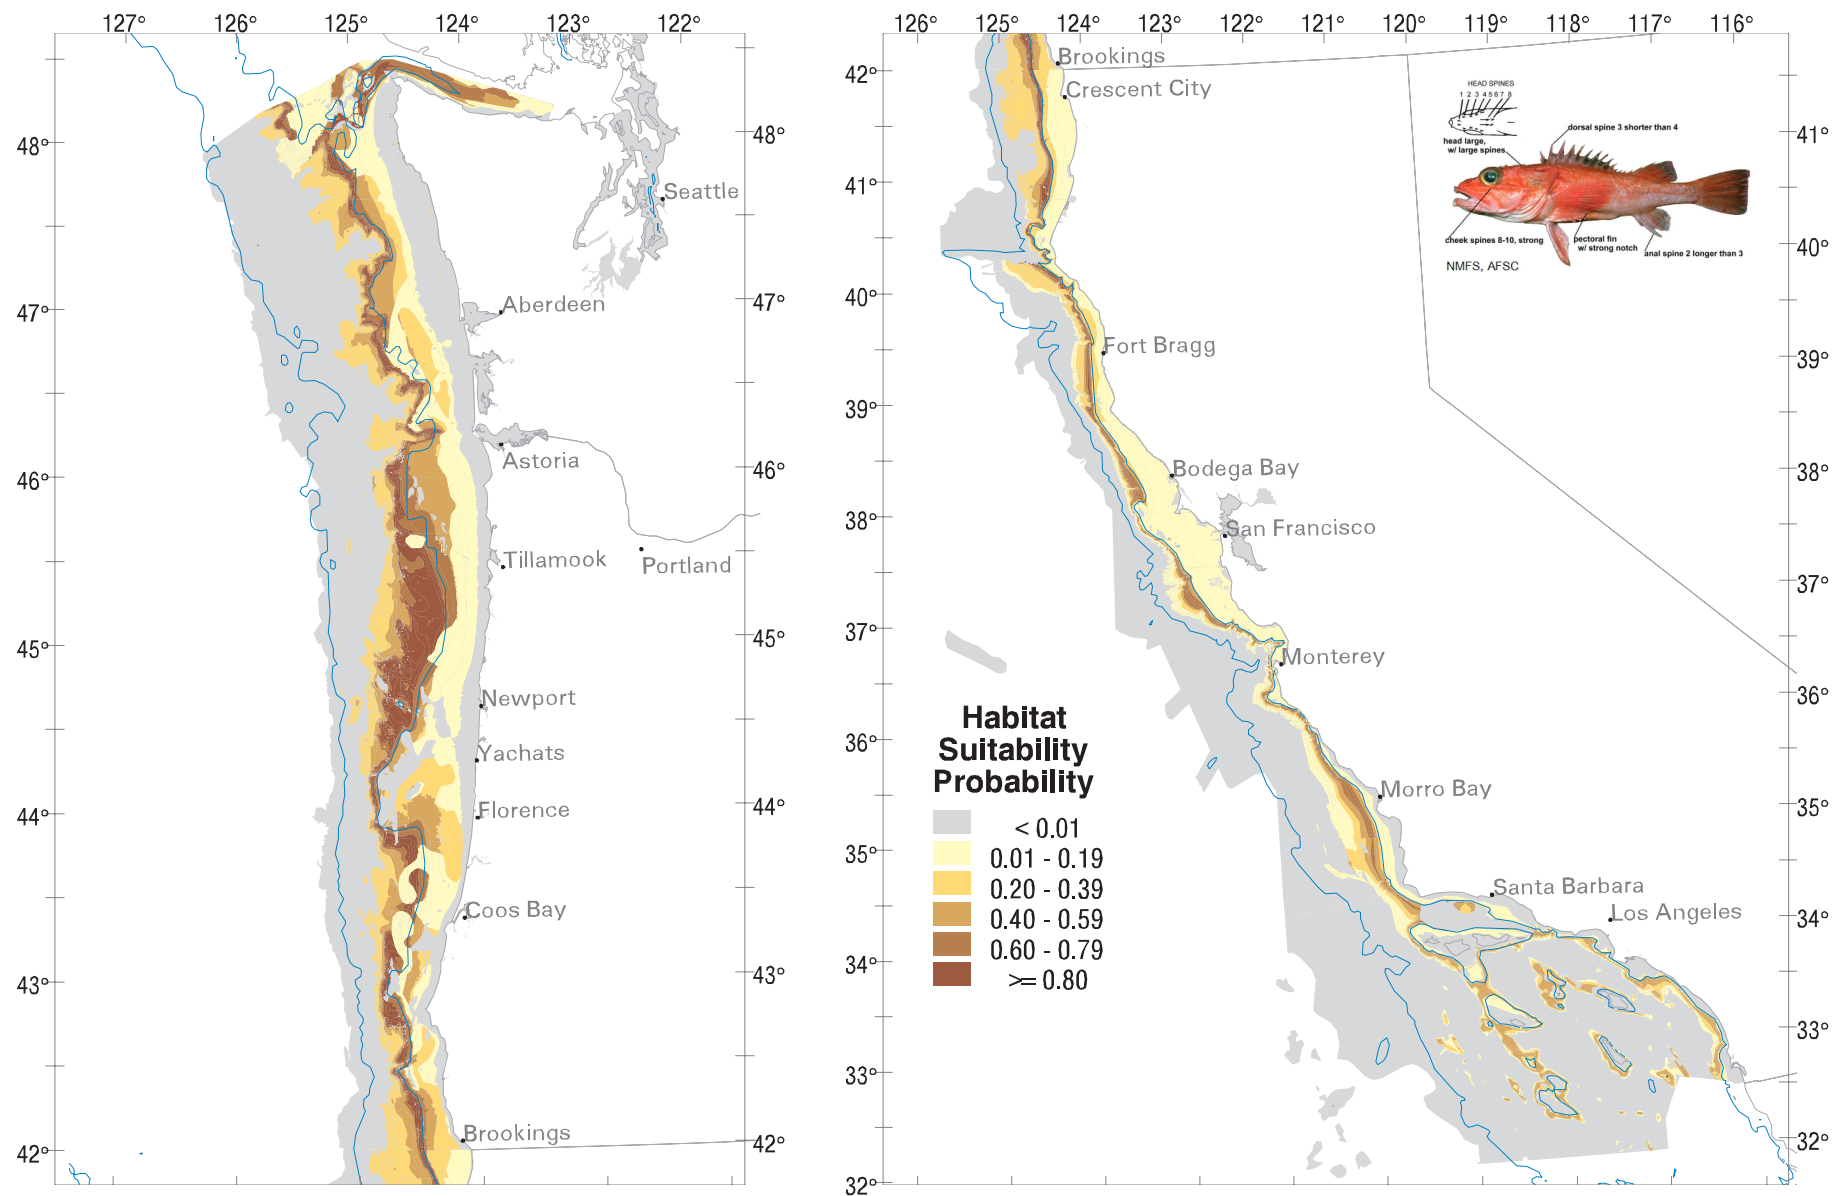 127° 125° 124° 123° 122°
126°
48°
47°
46°
45°
44°
43°
42°
48°
47°
46°
45°
44°
43°
42°
Seattle
Aberdeen
Astoria
Portland
Tillamook
Newport
Yachats
Florence
Coos Bay
Brookings
126° 125° 124° 123° 122° 121° 120° 119° 118° 117° 116°
42°
41°
40°
39°
38°
37°
36°
35°
34°
33°
32°
41°
40°
39°
38°
37°
36°
35°
34°
33°
32°
Brookings
Crescent City
Fort Bragg
Bodega Bay
San Francisco
Monterey
Morro Bay
Santa Barbara
Los Angeles
HEAD SPINES
1 2 3 4 5 6 7 8
dorsal spine 3 shorter than 4
head large,
w/ large spines
cheek spines 8-10, strong
pectoral fin
w/ strong notch
anal spine 2 longer than 3
NMFS, AFSC
Habitat
Suitability
Probability
< 0.01
0.01 - 0.19
0.20 - 0.39
0.40 - 0.59
0.60 - 0.79
>= 0.80